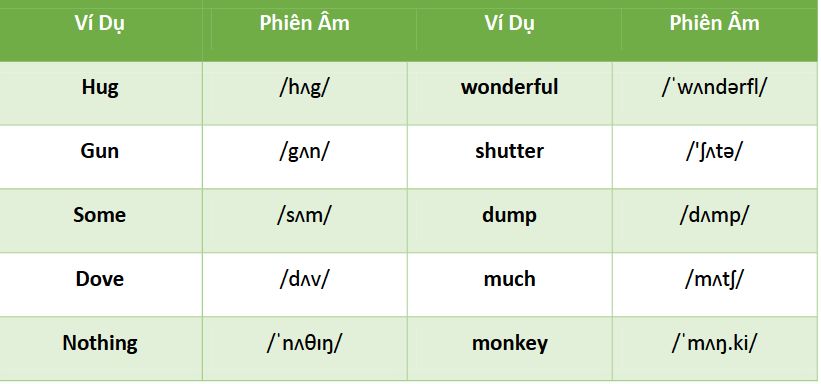 Ví Dụ Phiên Âm Ví Dụ Phiên Âm
Hug /hʌg/ wonderful /ˈwʌndərfl/
Gun /gʌn/ shutter /'ʃʌtə/
Some /sʌm/ dump /dʌmp/
Dove /dʌv/ much /mʌtʃ/
Nothing /ˈnʌθɪŋ/ monkey /ˈmʌŋ.ki/